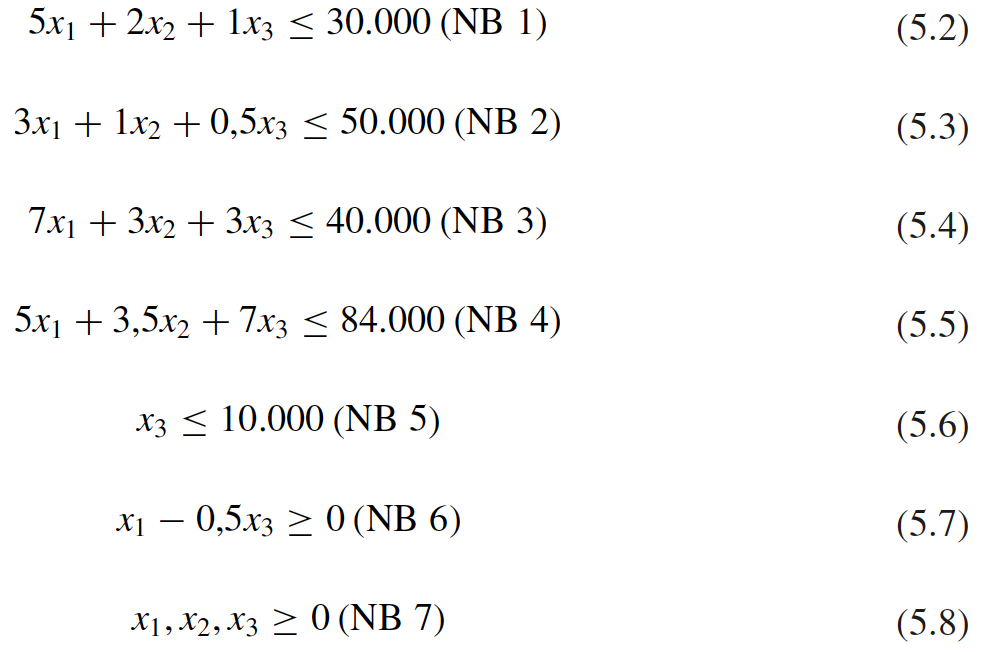 5x₁ + 2x₂ + 1x₃ ≤ 30.000 (NB 1) (5.2)
3x₁ + 1x₂ + 0,5x₃ ≤ 50.000 (NB 2) (5.3)
7x₁ + 3x₂ + 3x₃ ≤ 40.000 (NB 3) (5.4)
5x₁ + 3,5x₂ + 7x₃ ≤ 84.000 (NB 4) (5.5)
x₃ ≤ 10.000 (NB 5) (5.6)
x₁ − 0,5x₃ ≥ 0 (NB 6) (5.7)
x₁, x₂, x₃ ≥ 0 (NB 7) (5.8)